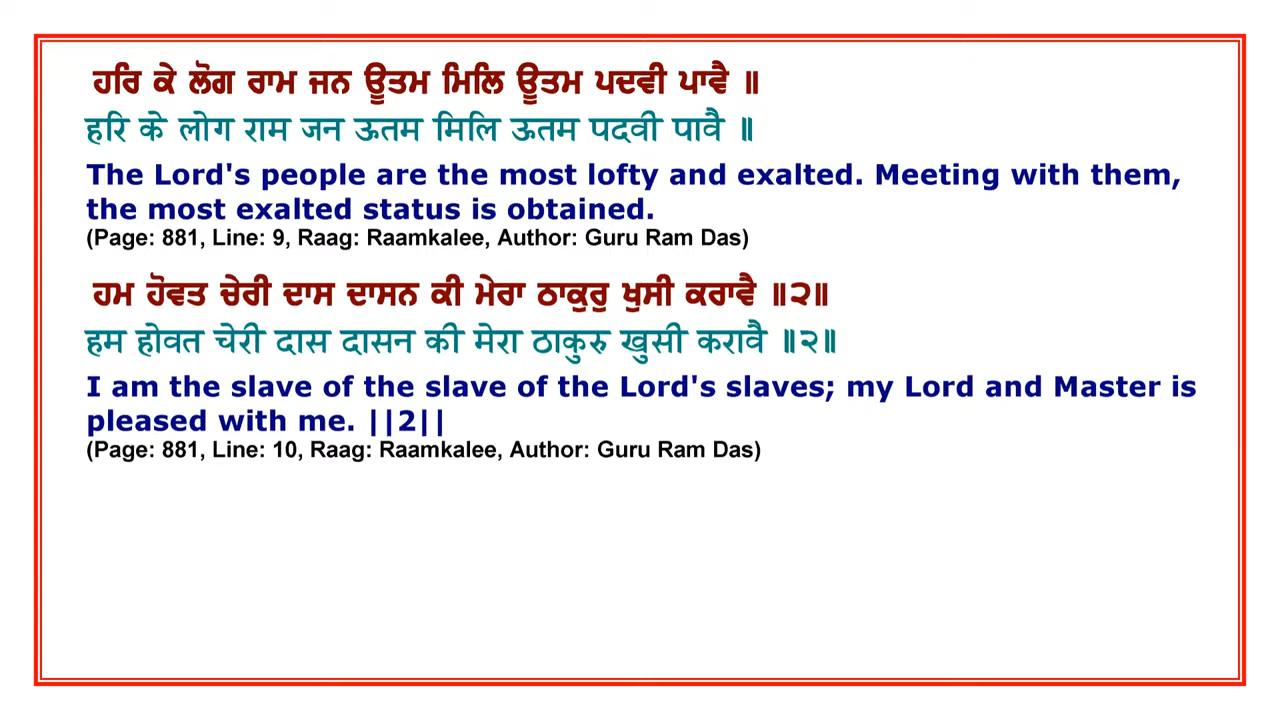 ਹਰਿ ਕੇ ਲੋਗ ਰਾਮ ਜਨ ਊਤਮ ਮਿਲਿ ਊਤਮ ਪਦਵੀ ਪਾਵੈ ॥
हरि के लोग राम जन ऊतम मिलि ऊतम पदवी पावै ॥
The Lord's people are the most lofty and exalted. Meeting with them,
the most exalted status is obtained.
(Page: 881, Line: 9, Raag: Raamkalee, Author: Guru Ram Das)
ਹਮ ਹੋਵਤ ਚੇਰੀ ਦਾਸ ਦਾਸਨ ਕੀ ਮੇਰਾ ਠਾਕੁਰੁ ਖੁਸੀ ਕਰਾਵੈ ॥੨॥
हम होवत चेरी दास दासन की मेरा ठाकुरु खुसी करावै ॥२॥
I am the slave of the slave of the Lord's slaves; my Lord and Master is
pleased with me. ||2||
(Page: 881, Line: 10, Raag: Raamkalee, Author: Guru Ram Das)